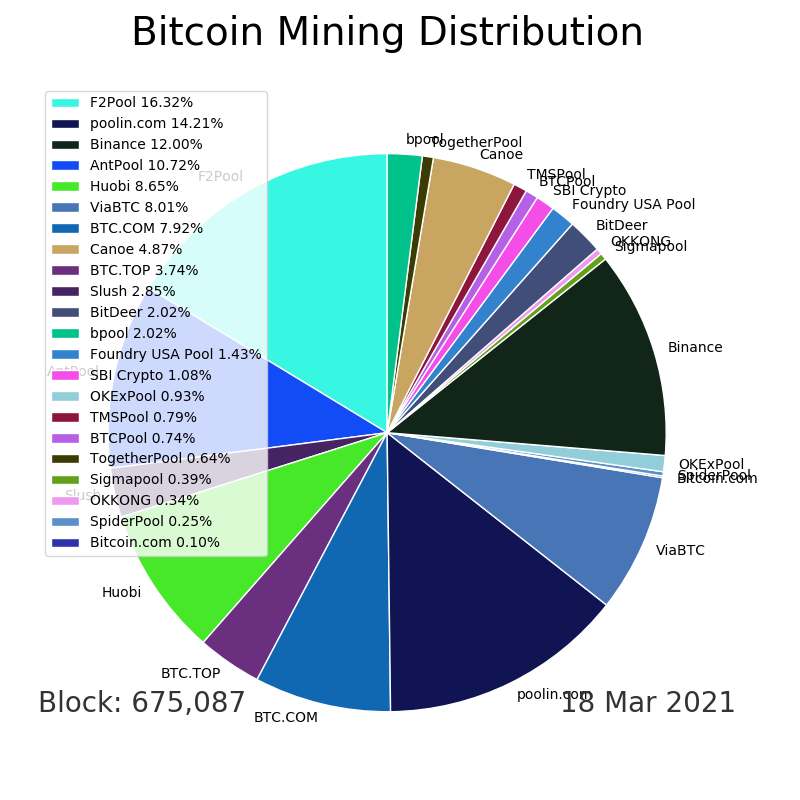 Bitcoin Mining Distribution
F2Pool 16.32%
poolin.com 14.21%
Binance 12.00%
AntPool 10.72%
Huobi 8.65%
ViaBTC 8.01%
BTC.COM 7.92%
Canoe 4.87%
BTC.TOP 3.74%
Slush 2.85%
BitDeer 2.02%
bpool 2.02%
Foundry USA Pool 1.43%
SBI Crypto 1.08%
OKExPool 0.93%
TMSPool 0.79%
BTCPool 0.74%
TogetherPool 0.64%
Sigmapool 0.39%
OKKONG 0.34%
SpiderPool 0.25%
Bitcoin.com 0.10%
bpool
TogetherPool
Canoe
TMSPool
BTCPool
SBI Crypto
Foundry USA Pool
BitDeer
OKKONG
Sigmapool
Binance
OKExPool
SpiderPool
Bitcoin.com
ViaBTC
poolin.com
BTC.COM
BTC.TOP
Huobi
Slush
AntPool
F2Pool
Block: 675,087
18 Mar 2021